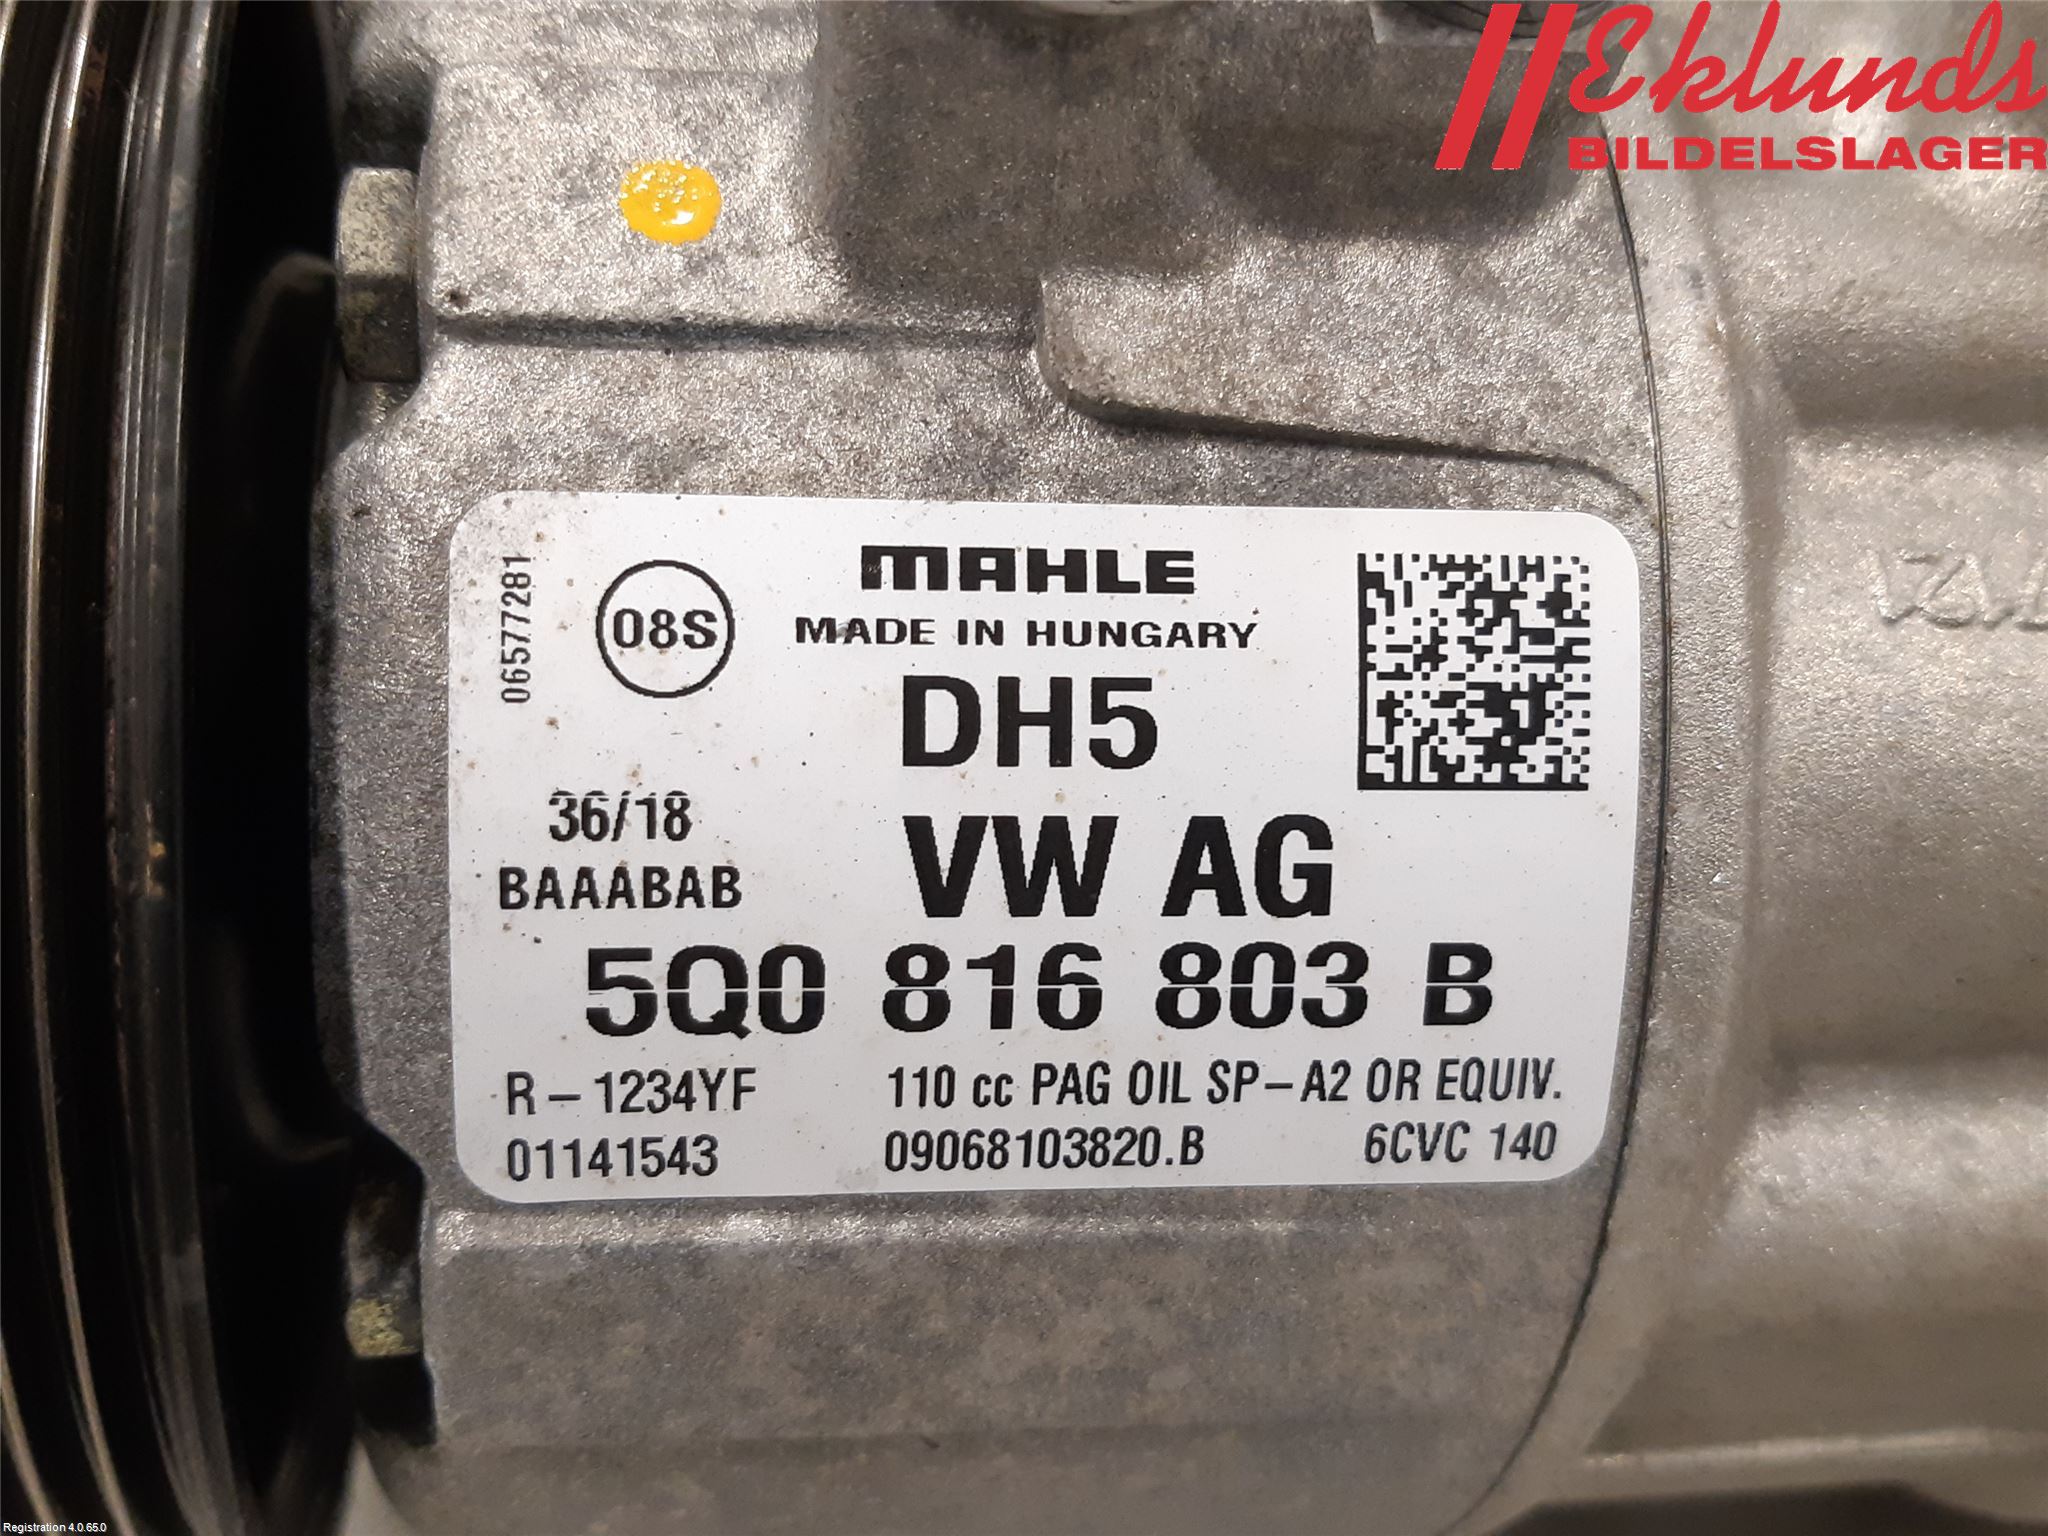 Eklunds
BILDELSLAGER
06577281
08S
MAHLE
MADE IN HUNGARY
DH5
36/18
BAAABAB
VW AG
5Q0 816 803 B
R-1234YF
110 cc PAG OIL SP-A2 OR EQUIV.
01141543
09068103820.B
6CVC 140
Registration 4.0.65.0